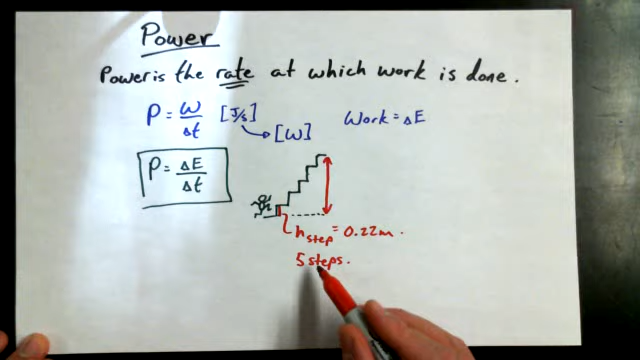 Power
Power is the rate at which work is done.
P = W/Δt [J/s] Work = ΔE
[W]
P = ΔE/Δt
h step = 0.22m.
5 steps.